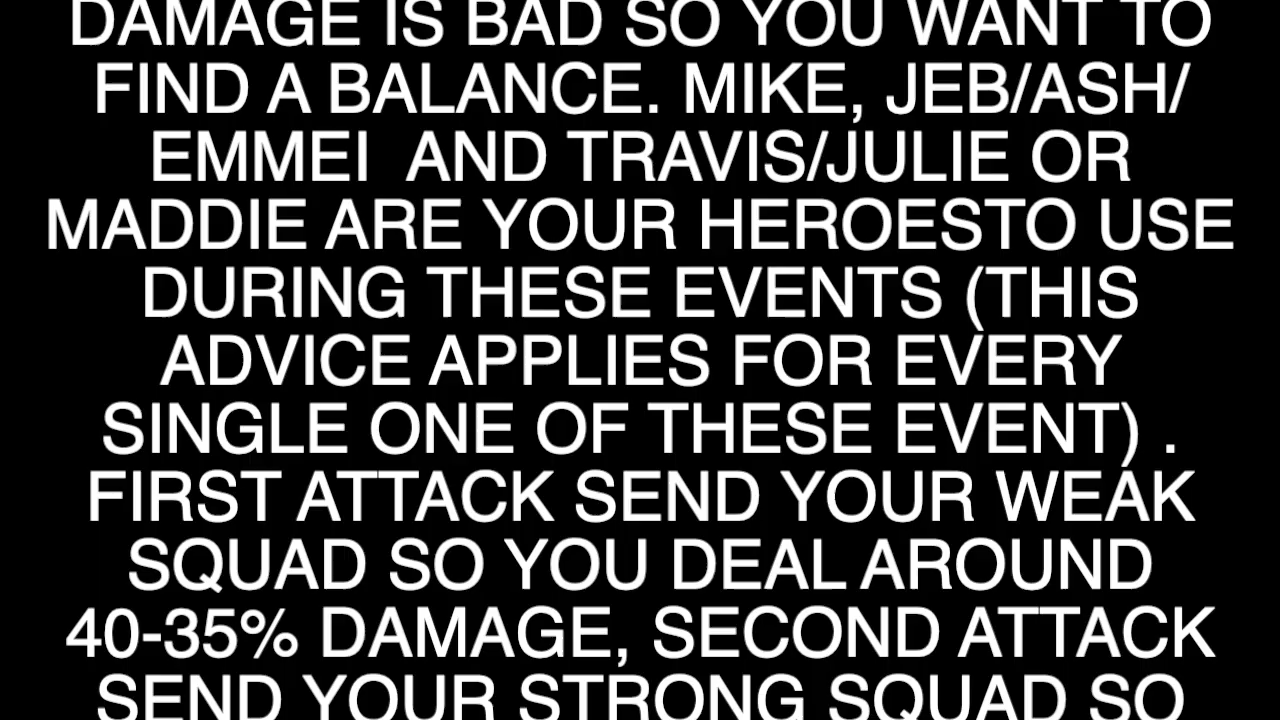 DAMAGE IS BAD SO YOU WANT TO
FIND A BALANCE. MIKE, JEB/ASH/
EMMEI  AND TRAVIS/JULIE OR
MADDIE ARE YOUR HEROESTO USE
DURING THESE EVENTS (THIS
ADVICE APPLIES FOR EVERY
SINGLE ONE OF THESE EVENT) .
FIRST ATTACK SEND YOUR WEAK
SQUAD SO YOU DEAL AROUND
40-35% DAMAGE, SECOND ATTACK
SEND YOUR STRONG SQUAD SO